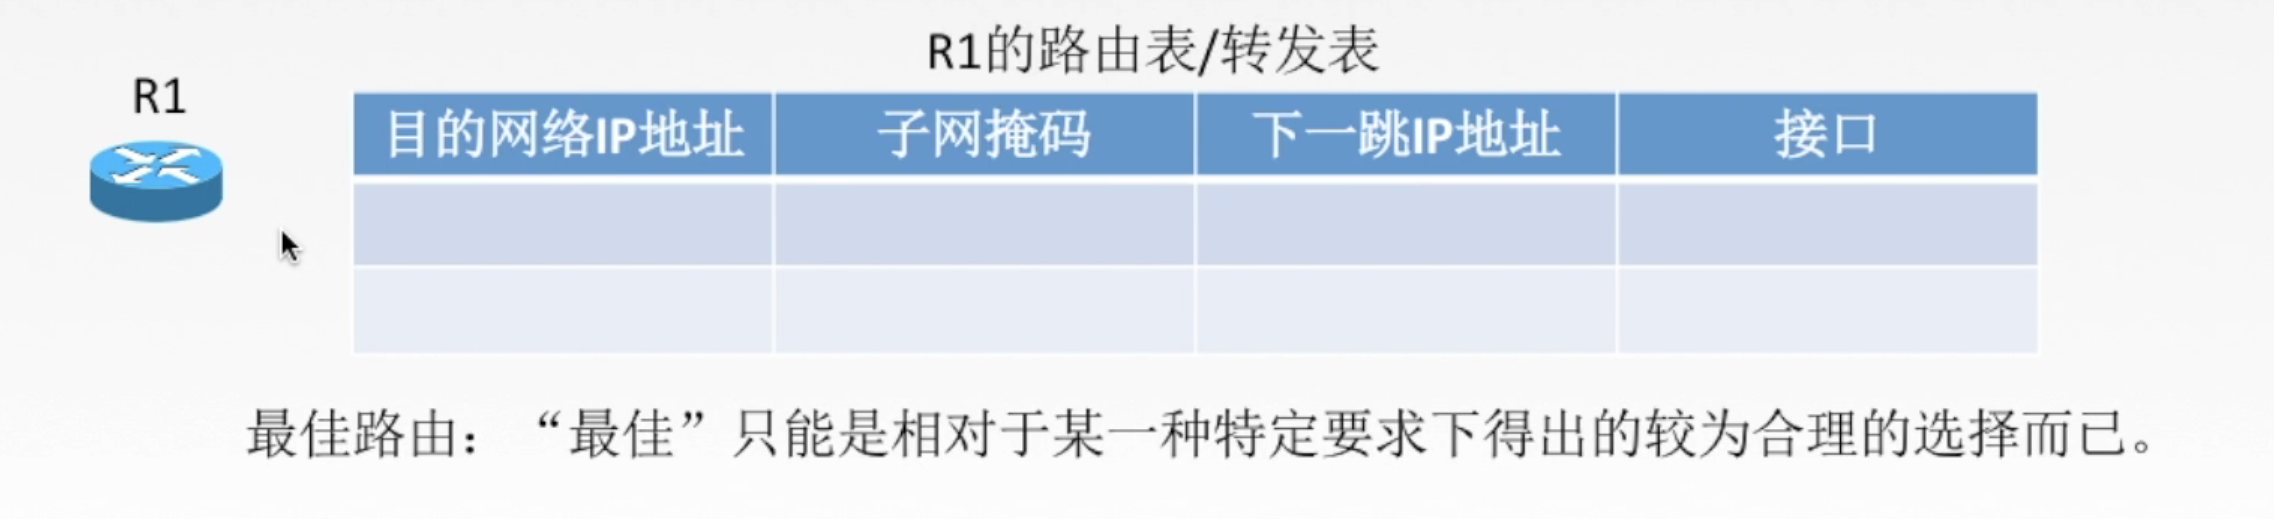 R1的路由表/转发表
R1
目的网络IP地址 子网掩码 下一跳IP地址 接口
最佳路由：“最佳”只能是相对于某一种特定要求下得出的较为合理的选择而已。